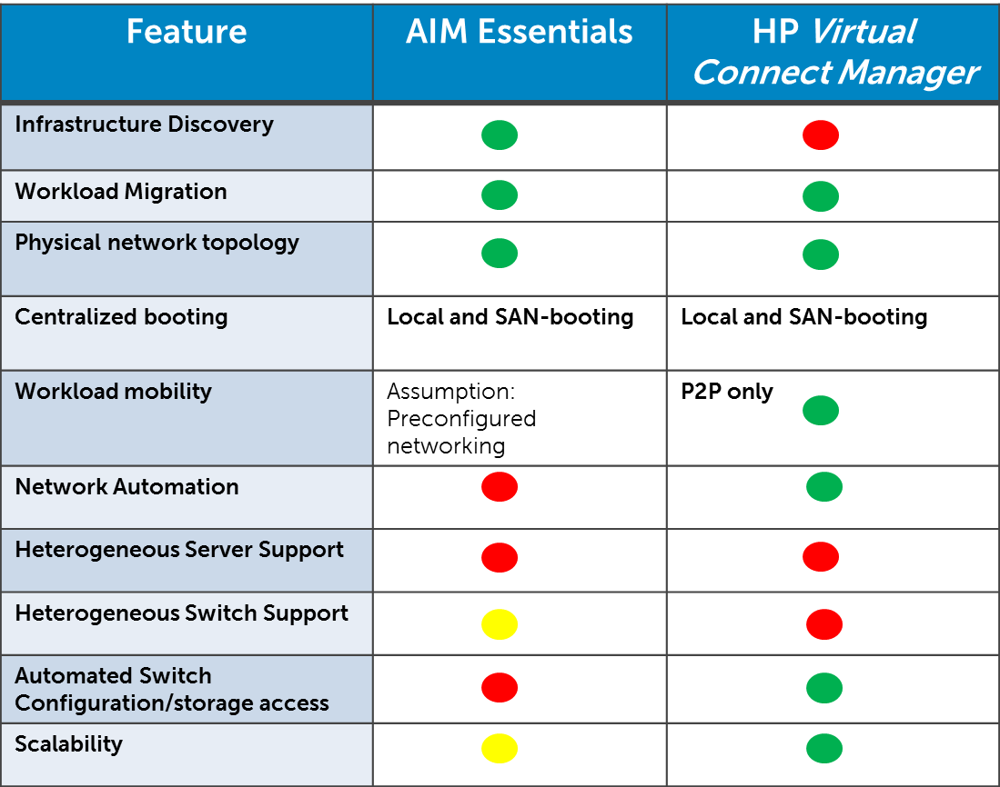 Feature
AIM Essentials
HP Virtual
Connect Manager
Infrastructure Discovery
Workload Migration
Physical network topology
Centralized booting
Local and SAN-booting
Local and SAN-booting
Workload mobility
Assumption:
Preconfigured
networking
P2P only
Network Automation
Heterogeneous Server Support
Heterogeneous Switch Support
Automated Switch
Configuration/storage access
Scalability